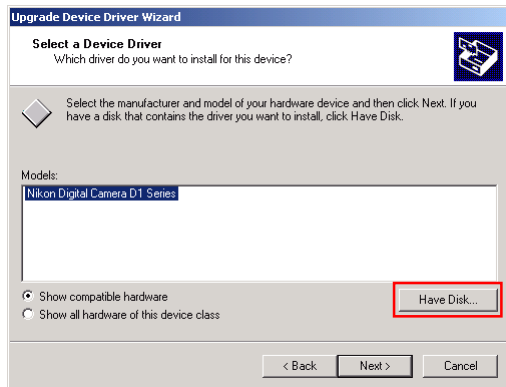 Upgrade Device Driver Wizard
Select a Device Driver
Which driver do you want to install for this device?
Select the manufacturer and model of your hardware device and then click Next. If you
have a disk that contains the driver you want to install, click Have Disk.
Models:
Nikon Digital Camera D1 Series
Show compatible hardware
Show all hardware of this device class
Have Disk...
< Back
Next >
Cancel